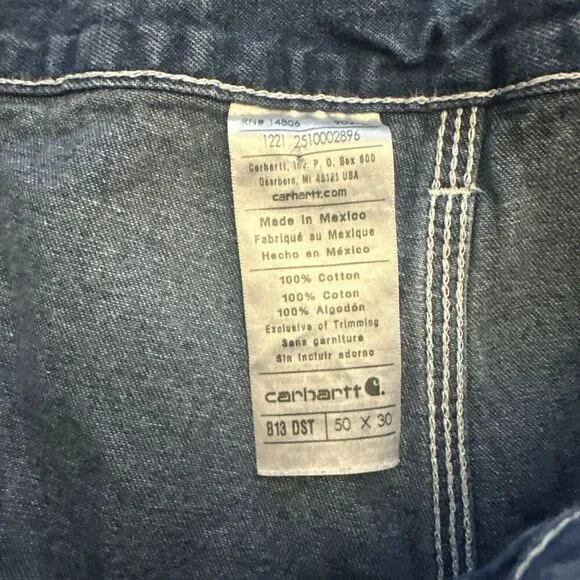 RN# 14806
1221 2510002896
Carhartt, Inc. P. O. Box 600
Dearborn, MI 48121 USA
carhartt.com
Made in Mexico
Fabriqué au Mexique
Hecho en México
100% Cotton
100% Coton
100% Algodón
Exclusive of Trimming
Sans garniture
Sin incluir adorno
carhartt
B13 DST 50 X 30